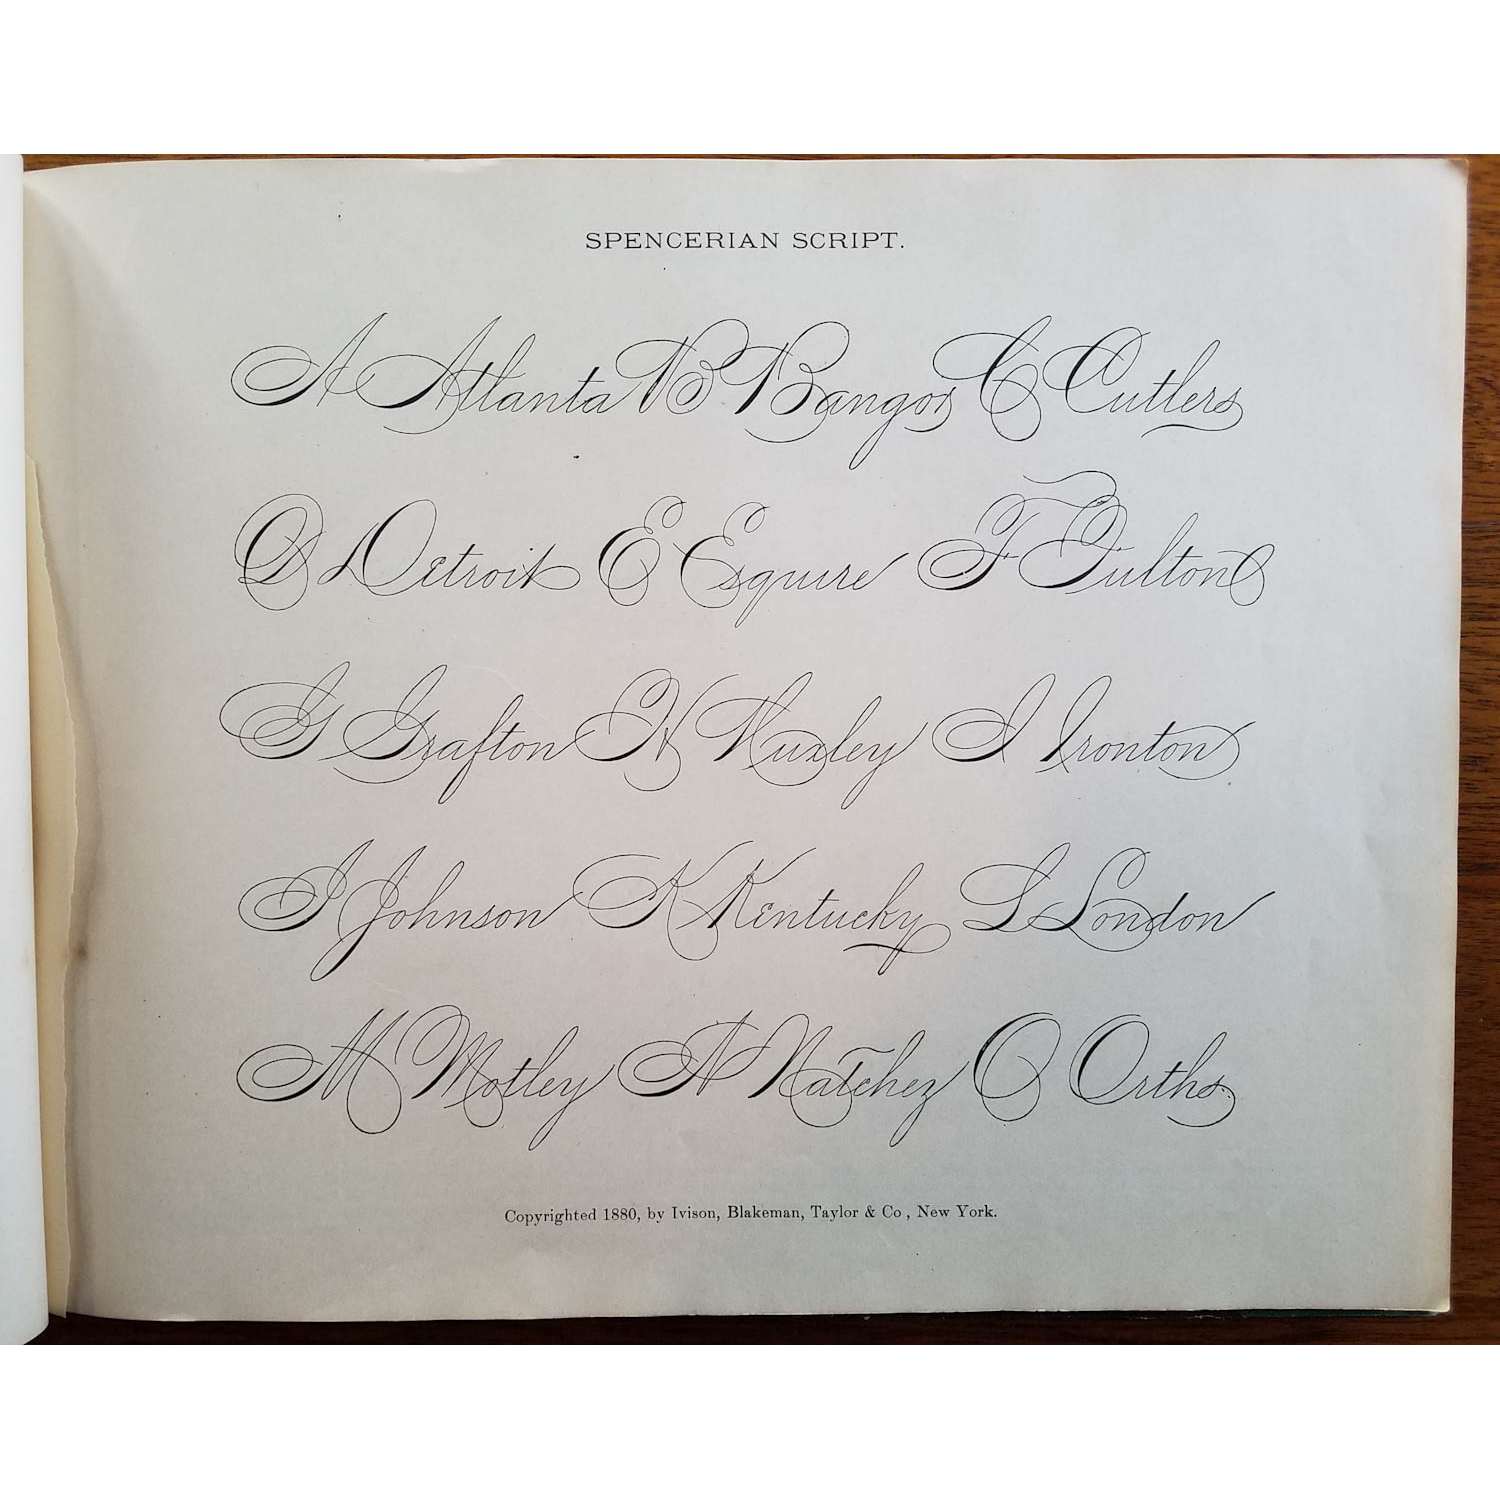 SPENCERIAN SCRIPT.
A Atlanta B Bangor C Cutlers
D Detroit E Esquire F Fulton
G Grafton H Huxley I Ironton
J Johnson K Kentucky L London
M Motley N Natchez O Orths.
Copyrighted 1880, by Ivison, Blakeman, Taylor & Co, New York.